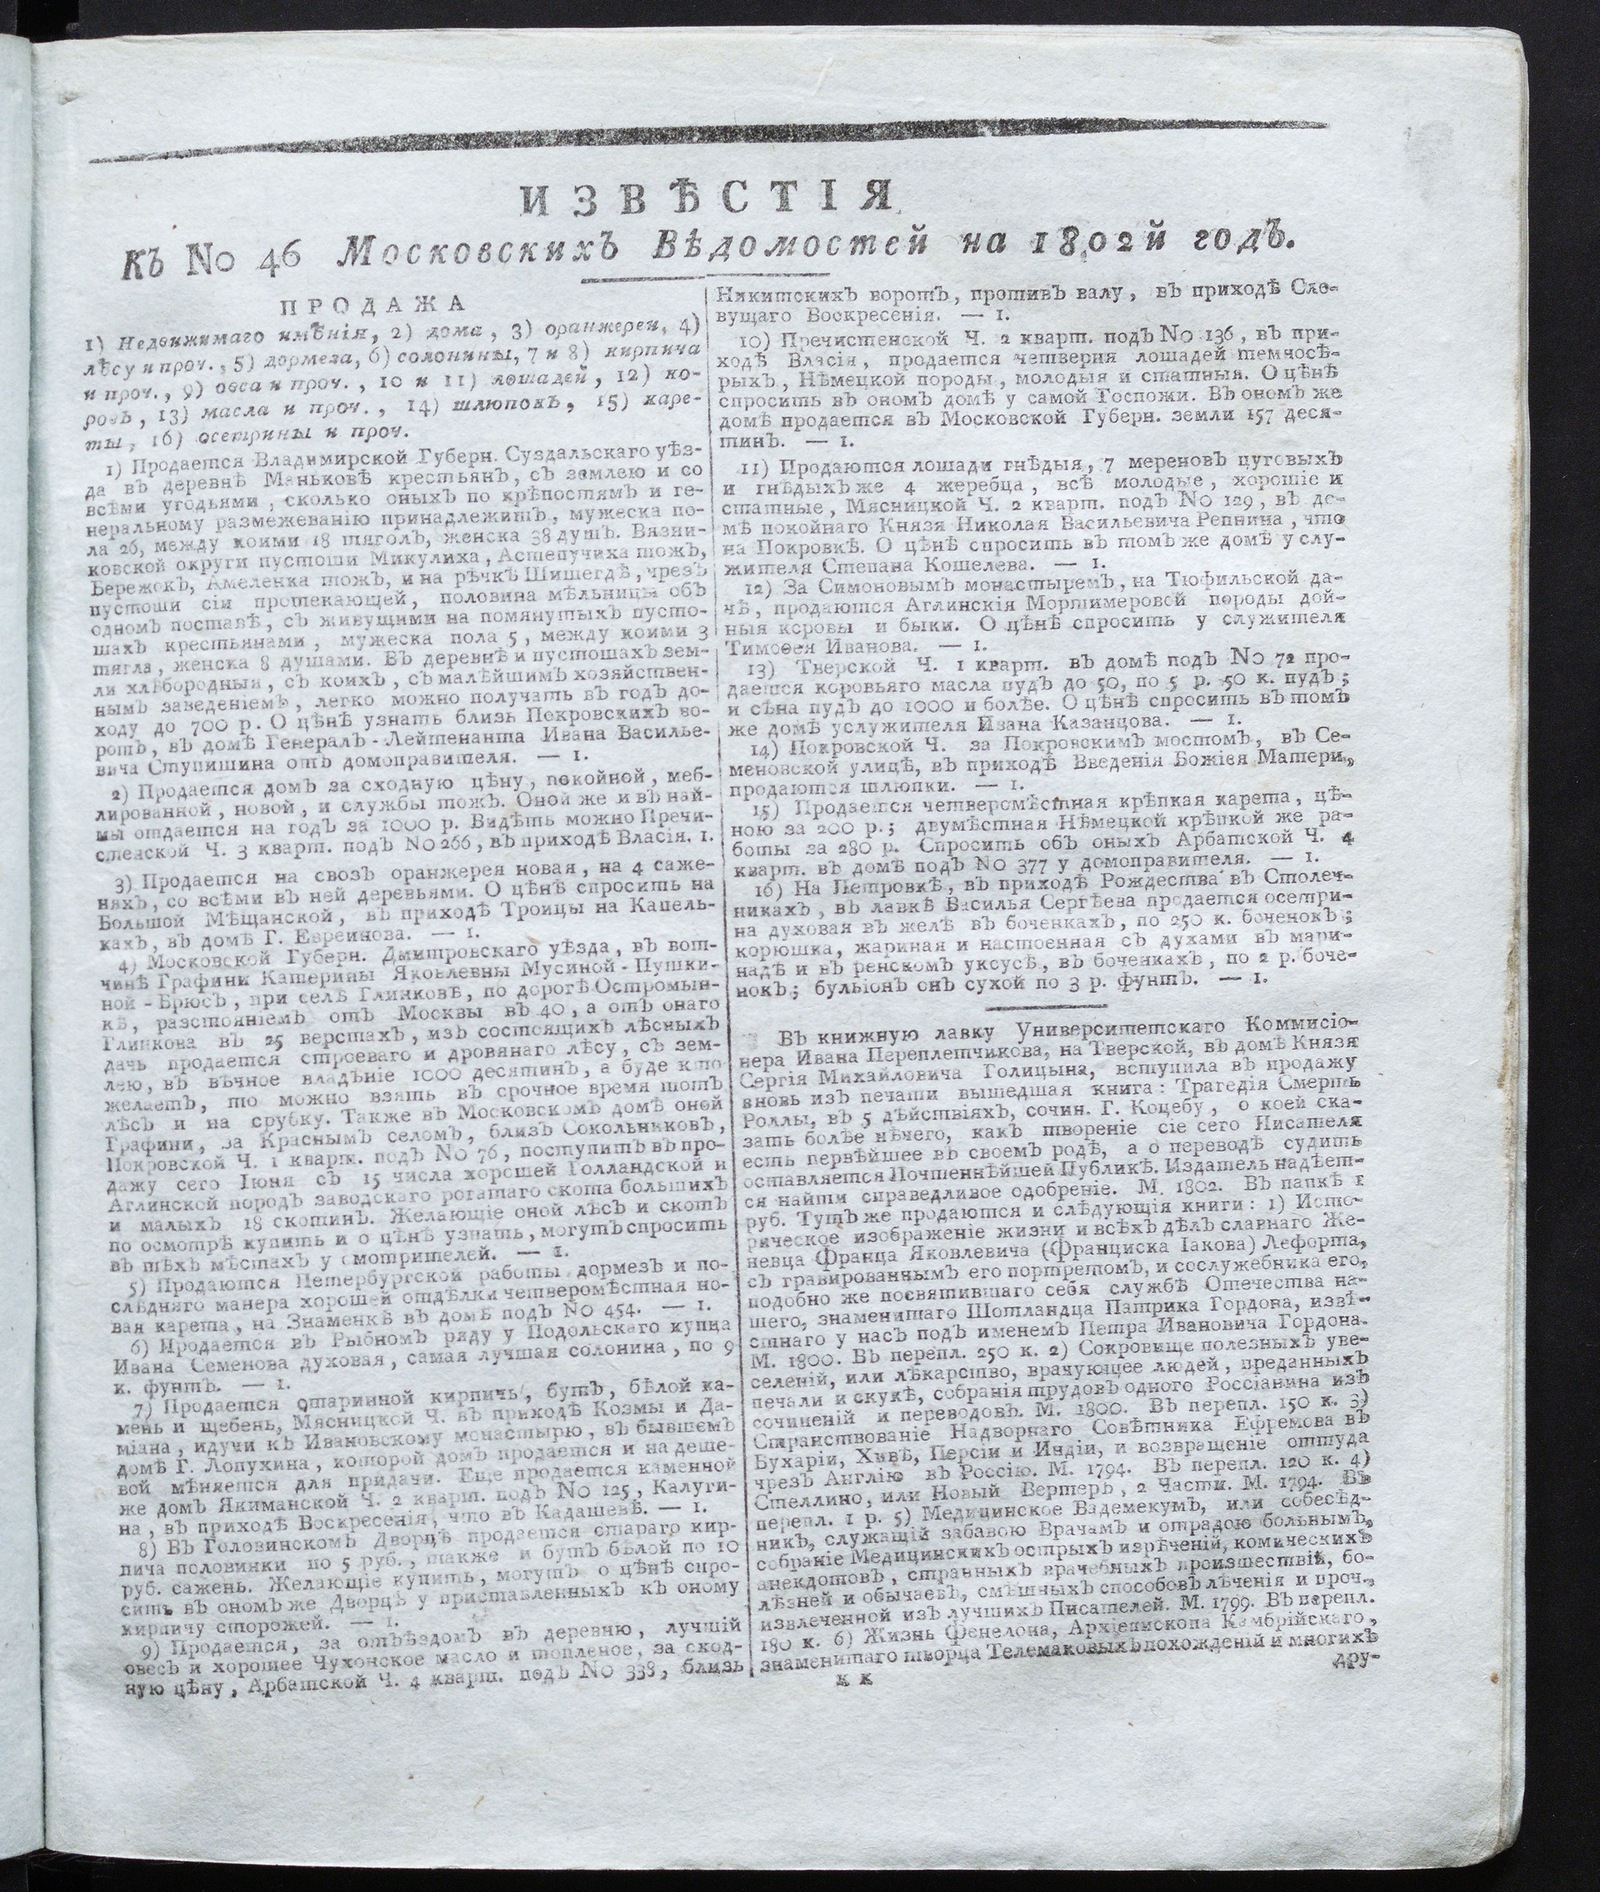 ИЗВѢСТІЯ
Къ No 46 Московскихъ Вѣдомостей на 1802й годъ.
ПРОДАЖА
1) Недвижимаго имѣнія, 2) дома, 3) оранжереи, 4)
лѣсу и проч., 5) дормеза, 6) солонины, 7 и 8) кирпича
и проч., 9) овса и проч., 10 и 11) лошадей, 12) ко-
ровъ, 13) масла и проч., 14) шлюпокъ, 15) каре-
ты, 16) осетрины и проч.
1) Продается Владимирской Губерн. Суздальскаго уѣз-
да въ деревнѣ Маньковѣ крестьянъ, съ землею и со
всѣми угодьями, сколько оныхъ по крѣпостямъ и ге-
неральному размежеванію принадлежитъ, мужеска по-
ла 26, между коими 18 тяголъ, женска 38 душъ. Вязни-
ковской округи пустоши Микулиха, Астепучиха тожъ,
Бережокъ, Амеленка тожъ, и на рѣчкѣ Шишегдѣ, чрезъ
пустоши сіи протекающей, половина мѣльницы объ
одномъ поставѣ, съ живущими на помянутыхъ пусто-
шахъ крестьянами, мужеска пола 5, между коими 3
тягла, женска 8 душами. Въ деревнѣ и пустошахъ зем-
ли хлѣбородныя, съ коихъ, съ малѣйшимъ хозяйствен-
нымъ заведеніемъ, легко можно получать въ годъ до-
ходу до 700 р. О цѣнѣ узнать близь Покровскихъ во-
ротъ, въ домѣ Генералъ-Лейтенанта Ивана Василье-
вича Ступишина отъ домоправителя. — 1.
2) Продается домъ за сходную цѣну, покойной, меб-
лированной, новой, и службы тожъ. Оной же и въ най-
мы отдается на годъ за 1000 р. Видѣть можно Пречи-
стенской Ч. 3 кварт. подъ No 266, въ приходѣ Власія. 1.
3) Продается на свозъ оранжерея новая, на 4 саже-
няхъ, со всѣми въ ней деревьями. О цѣнѣ спросить на
Большой Мѣщанской, въ приходѣ Троицы на Капель-
кахъ, въ домѣ Г. Евреинова. — 1.
4) Московской Губерн. Дмитровскаго уѣзда, въ вот-
чинѣ Графини Катерины Яковлевны Мусиной-Пушки-
ной-Брюсъ, при селѣ Глинковѣ, по дорогѣ Остромын-
кѣ, разстояніемъ отъ Москвы въ 40, а отъ онаго
Глинкова въ 25 верстахъ, изъ состоящихъ лѣсныхъ
дачь продается строеваго и дровянаго лѣсу, съ зем-
лею, въ вѣчное владѣніе 1000 десятинъ, а буде кто
желаетъ, то можно взять въ срочное время тотъ
лѣсъ и на срубку. Также въ Московскомъ домѣ оной
Графини, за Краснымъ селомъ, близь Сокольниковъ,
Покровской Ч. 1 кварт. подъ No 76, поступитъ въ про-
дажу сего Іюня съ 15 числа хорошей Голландской и
Аглинской породъ заводскаго рогатаго скота большихъ
и малыхъ 18 скотинъ. Желающіе оной лѣсъ и скотъ
по осмотрѣ купить и о цѣнѣ узнать, могутъ спросить
въ тѣхъ мѣстахъ у смотрителей. — 1.
5) Продаются Петербургской работы дормезъ и по-
слѣдняго манера хорошей отдѣлки четверомѣстная но-
вая карета, на Знаменкѣ въ домѣ подъ No 454. — 1.
6) Продается въ Рыбномъ ряду у Подольскаго купца
Ивана Семенова духовая, самая лучшая солонина, по 9
к. фунтъ. — 1.
7) Продается старинной кирпичь, бутъ, бѣлой ка-
мень и щебень, Мясницкой Ч. въ приходѣ Козмы и Да-
міана, идучи къ Ивановскому монастырю, въ бывшемъ
домѣ Г. Лопухина, которой домъ продается и на деше-
вой мѣняется для придачи. Еще продается каменной
же домъ Якиманской Ч. 2 кварт. подъ No 125, Калуги-
на, въ приходѣ Воскресенія, что въ Кадашевѣ. — 1.
8) Въ Головинскомъ Дворцѣ продается стараго кир-
пича половинки по 5 руб., также и бутъ бѣлой по 10
руб. сажень. Желающіе купить, могутъ о цѣнѣ спро-
сить въ ономъ же Дворцѣ у приставленныхъ къ оному
кирпичу сторожей. — 1.
9) Продается, за отъѣздомъ въ деревню, лучшій
овесъ и хорошее Чухонское масло и топленое, за сход-
ную цѣну, Арбатской Ч. 4 кварт. подъ No 338, близь
Никитскихъ воротъ, противъ валу, въ приходѣ Сло-
вущаго Воскресенія. — 1.
10) Пречистенской Ч. 2 кварт. подъ No 136, въ при-
ходѣ Власія, продается четверня лошадей темносѣ-
рыхъ, Нѣмецкой породы, молодыя и статныя. О цѣнѣ
спросить въ ономъ домѣ у самой Госпожи. Въ ономъ же
домѣ продается въ Московской Губерн. земли 157 деся-
тинъ. — 1.
11) Продаются лошади гнѣдыя, 7 мереновъ цуговыхъ
и гнѣдыхъ же 4 жеребца, всѣ молодые, хорошіе и
статные, Мясницкой Ч. 2 кварт. подъ No 129, въ до-
мѣ покойнаго Князя Николая Васильевича Репнина, что
на Покровкѣ. О цѣнѣ спросить въ томъ же домѣ у слу-
жителя Степана Кошелева. — 1.
12) За Симоновымъ монастыремъ, на Тюфильской да-
чѣ, продаются Аглинскія Мортимеровой породы дой-
ныя коровы и быки. О цѣнѣ спросить у служителя
Тимоѳея Иванова. — 1.
13) Тверской Ч. 1 кварт. въ домѣ подъ No 72 про-
дается коровьяго масла пудъ до 50, по 5 р. 50 к. пудъ;
и сѣна пудъ до 1000 и болѣе. О цѣнѣ спросить въ томъ
же домѣ услужителя Ивана Казанцова. — 1.
14) Покровской Ч. за Покровскимъ мостомъ, въ Се-
меновской улицѣ, въ приходѣ Введенія Божіея Матери,
продаются шлюпки. — 1.
15) Продается четверомѣстная крѣпкая карета, цѣ-
ною за 200 р.; двумѣстная Нѣмецкой крѣпкой же ра-
боты за 280 р. Спросить объ оныхъ Арбатской Ч. 4
кварт. въ домѣ подъ No 377 у домоправителя. — 1.
16) На Петровкѣ, въ приходѣ Рождества въ Столеч-
никахъ, въ лавкѣ Василья Сергѣева продается осетри-
на духовая въ желѣ въ боченкахъ, по 250 к. боченокъ;
корюшка, жариная и настоенная съ духами въ мари-
надѣ и въ ренскомъ уксусѣ, въ боченкахъ, по 2 р. боче-
нокъ; бульіонъ онъ сухой по 3 р. фунтъ. — 1.
Въ книжную лавку Университетскаго Коммисіо-
нера Ивана Переплетчикова, на Тверской, въ домѣ Князя
Сергія Михайловича Голицына, вступила въ продажу
вновь изъ печати вышедшая книга: Трагедія Смерть
Роллы, въ 5 дѣйствіяхъ, сочин. Г. Коцебу, о коей ска-
зать болѣе нѣчего, какъ твореніе сіе сего Писателя
есть первѣйшее въ своемъ родѣ, а о переводѣ судить
оставляется Почтеннѣйшей Публикѣ. Издатель надѣет-
ся найти справедливое одобреніе. М. 1802. Въ папкѣ 1
руб. Тутъ же продаются и слѣдующія книги: 1) Исто-
рическое изображеніе жизни и всѣхъ дѣлъ славнаго Же-
невца Франца Яковлевича (Франциска Іакова) Лефорта,
съ гравированнымъ его портретомъ, и сослужебника его,
подобно же посвятившаго себя службѣ Отечества на-
шего, знаменитаго Шотландца Патрика Гордона, извѣ-
стнаго у насъ подъ именемъ Петра Ивановича Гордона.
М. 1800. Въ перепл. 250 к. 2) Сокровище полезныхъ уве-
селеній, или лѣкарство, врачующее людей, преданныхъ
печали и скукѣ, собранія трудовъ одного Россіанина изъ
сочиненій и переводовъ. М. 1800. Въ перепл. 150 к. 3)
Странствованіе Надворнаго Совѣтника Ефремова въ
Бухаріи, Хивѣ, Персіи и Индіи, и возвращеніе оттуда
чрезъ Англію въ Россію. М. 1794. Въ перепл. 120 к. 4)
Стеллино, или Новый Вертеръ, 2 Части. М. 1794. Въ
перепл. 1 р. 5) Медицинское Вадемекумъ, или собесѣд-
никъ, служащій забавою Врачамъ и отрадою больнымъ,
собраніе Медицинскихъ острыхъ изрѣченій, комическихъ
анекдотовъ, странныхъ врачебныхъ произшествій, бо-
лѣзней и обычаевъ, смѣшныхъ способовъ лѣченія и проч.,
извлеченной изъ лучшихъ Писателей. М. 1799. Въ перепл.
180 к. 6) Жизнь Фенелона, Архіепископа Камбрійскаго,
знаменитаго творца Телемаковыхъ похожденій и многихъ
К К
дру-